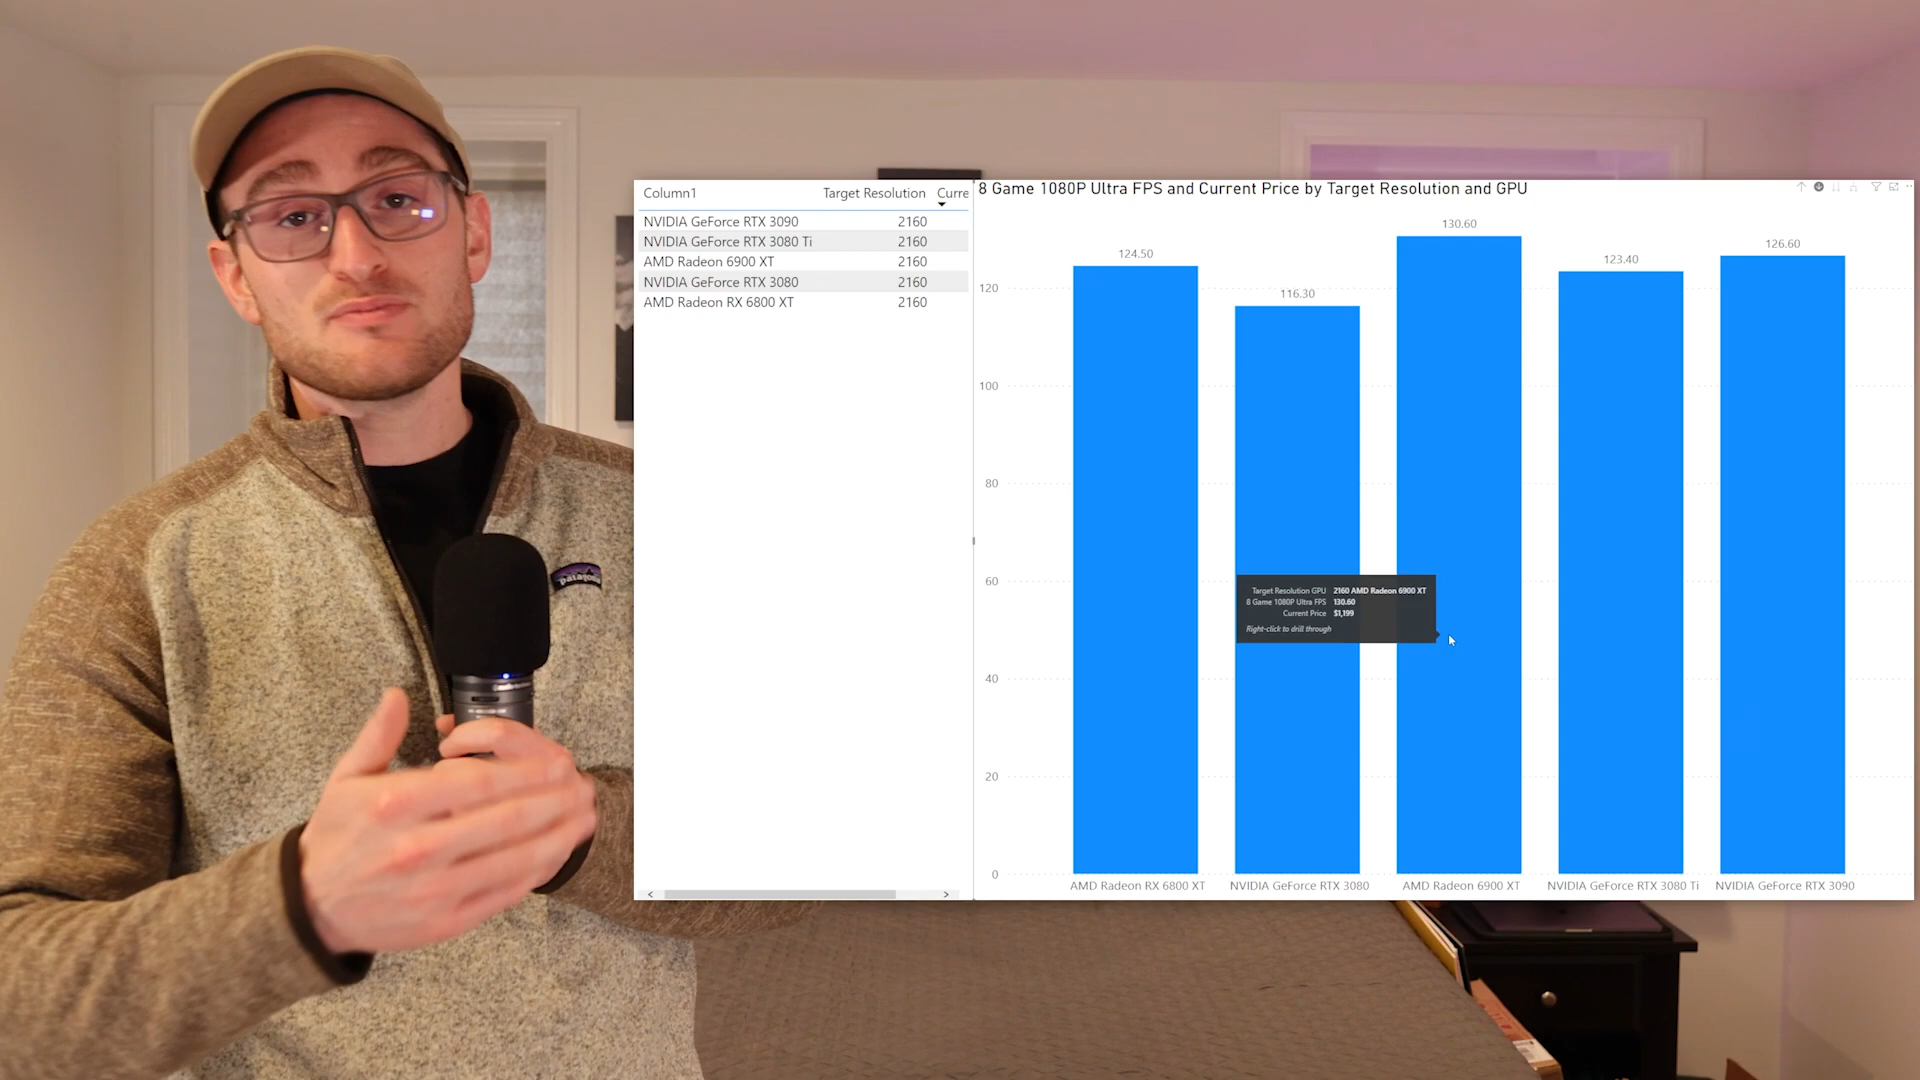 Column1 Target Resolution Curre
NVIDIA GeForce RTX 3090 2160
NVIDIA GeForce RTX 3080 Ti 2160
AMD Radeon 6900 XT 2160
NVIDIA GeForce RTX 3080 2160
AMD Radeon RX 6800 XT 2160
8 Game 1080P Ultra FPS and Current Price by Target Resolution and GPU
130.60
126.60
124.50
123.40
116.30
120
100
80
60
40
20
0
Target Resolution GPU 2160 AMD Radeon 6900 XT
8 Game 1080P Ultra FPS 130.60
Current Price $1,199
Right-click to drill through
AMD Radeon RX 6800 XT
NVIDIA GeForce RTX 3080
AMD Radeon 6900 XT
NVIDIA GeForce RTX 3080 Ti
NVIDIA GeForce RTX 3090
patagonia